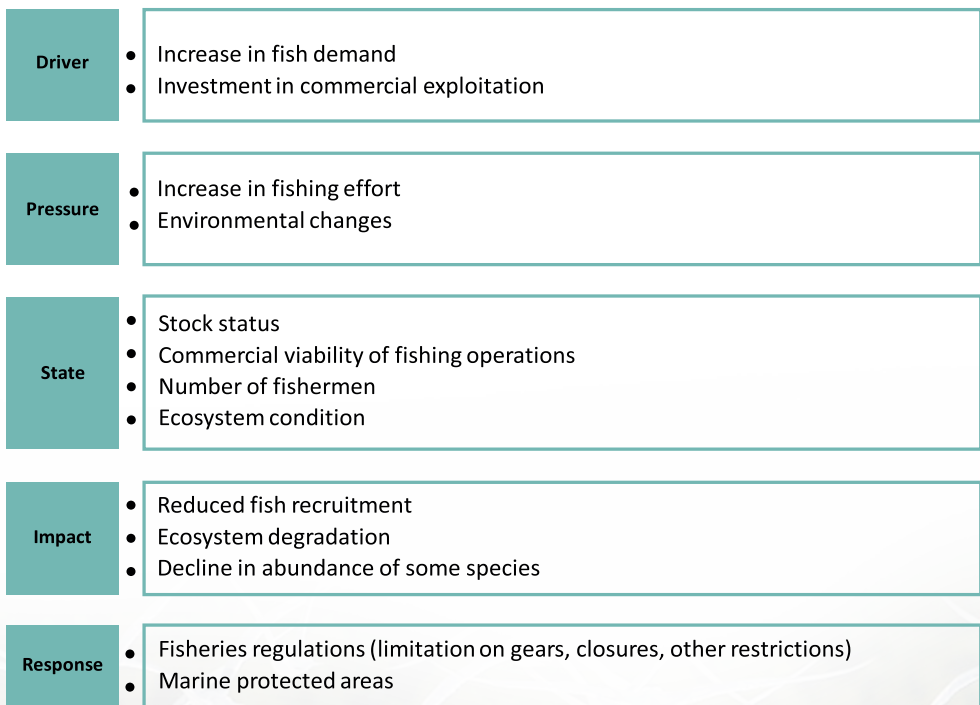 Driver
• Increase in fish demand
• Investment in commercial exploitation
Pressure
• Increase in fishing effort
• Environmental changes
State
• Stock status
• Commercial viability of fishing operations
• Number of fishermen
• Ecosystem condition
Impact
• Reduced fish recruitment
• Ecosystem degradation
• Decline in abundance of some species
Response
• Fisheries regulations (limitation on gears, closures, other restrictions)
• Marine protected areas